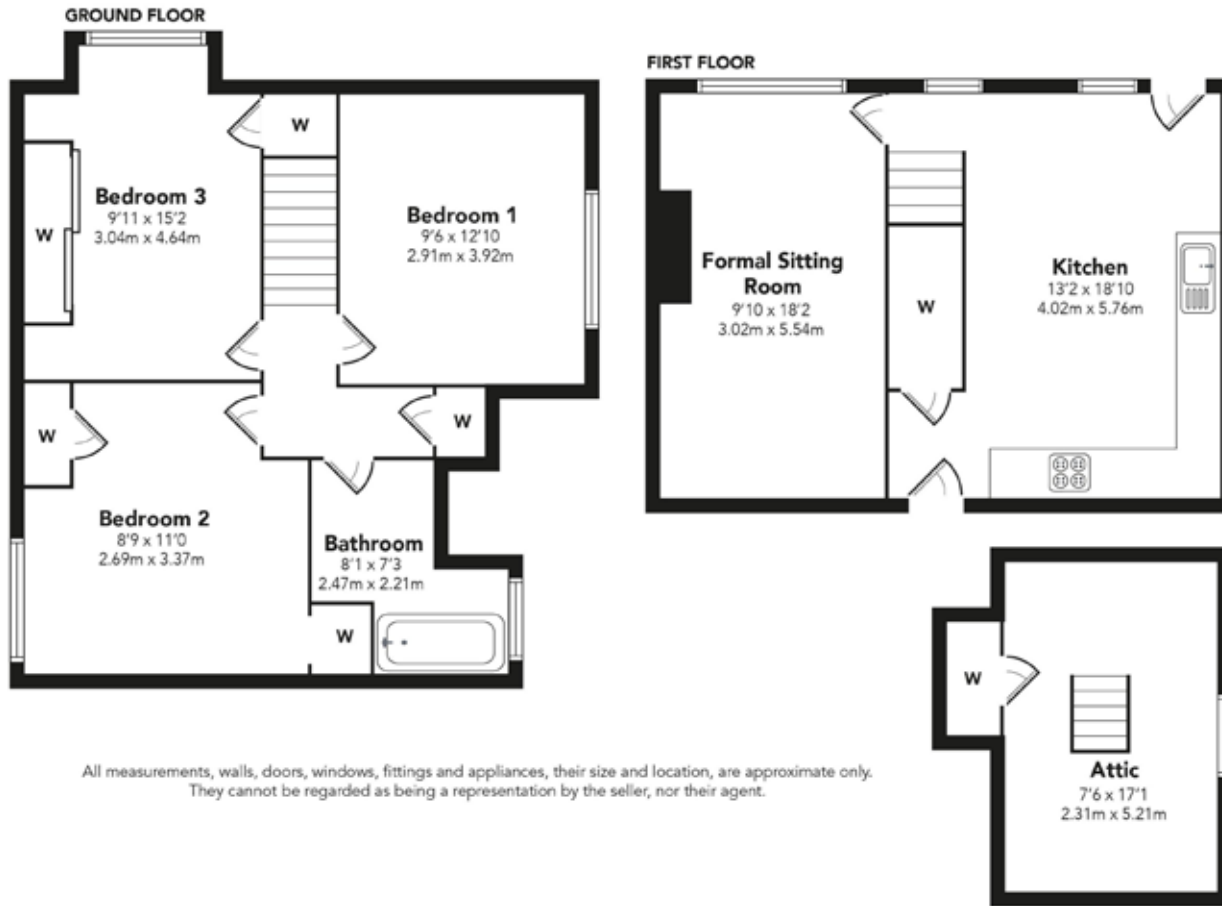 GROUND FLOOR
W
Bedroom 3
9'11 x 15'2
3.04m x 4.64m
W
Bedroom 1
9'6 x 12'10
2.91m x 3.92m
W
W
Bedroom 2
8'9 x 11'0
2.69m x 3.37m
Bathroom
8'1 x 7'3
2.47m x 2.21m
W
FIRST FLOOR
Formal Sitting
Room
9'10 x 18'2
3.02m x 5.54m
W
Kitchen
13'2 x 18'10
4.02m x 5.76m
W
Attic
7'6 x 17'1
2.31m x 5.21m
All measurements, walls, doors, windows, fittings and appliances, their size and location, are approximate only.
They cannot be regarded as being a representation by the seller, nor their agent.